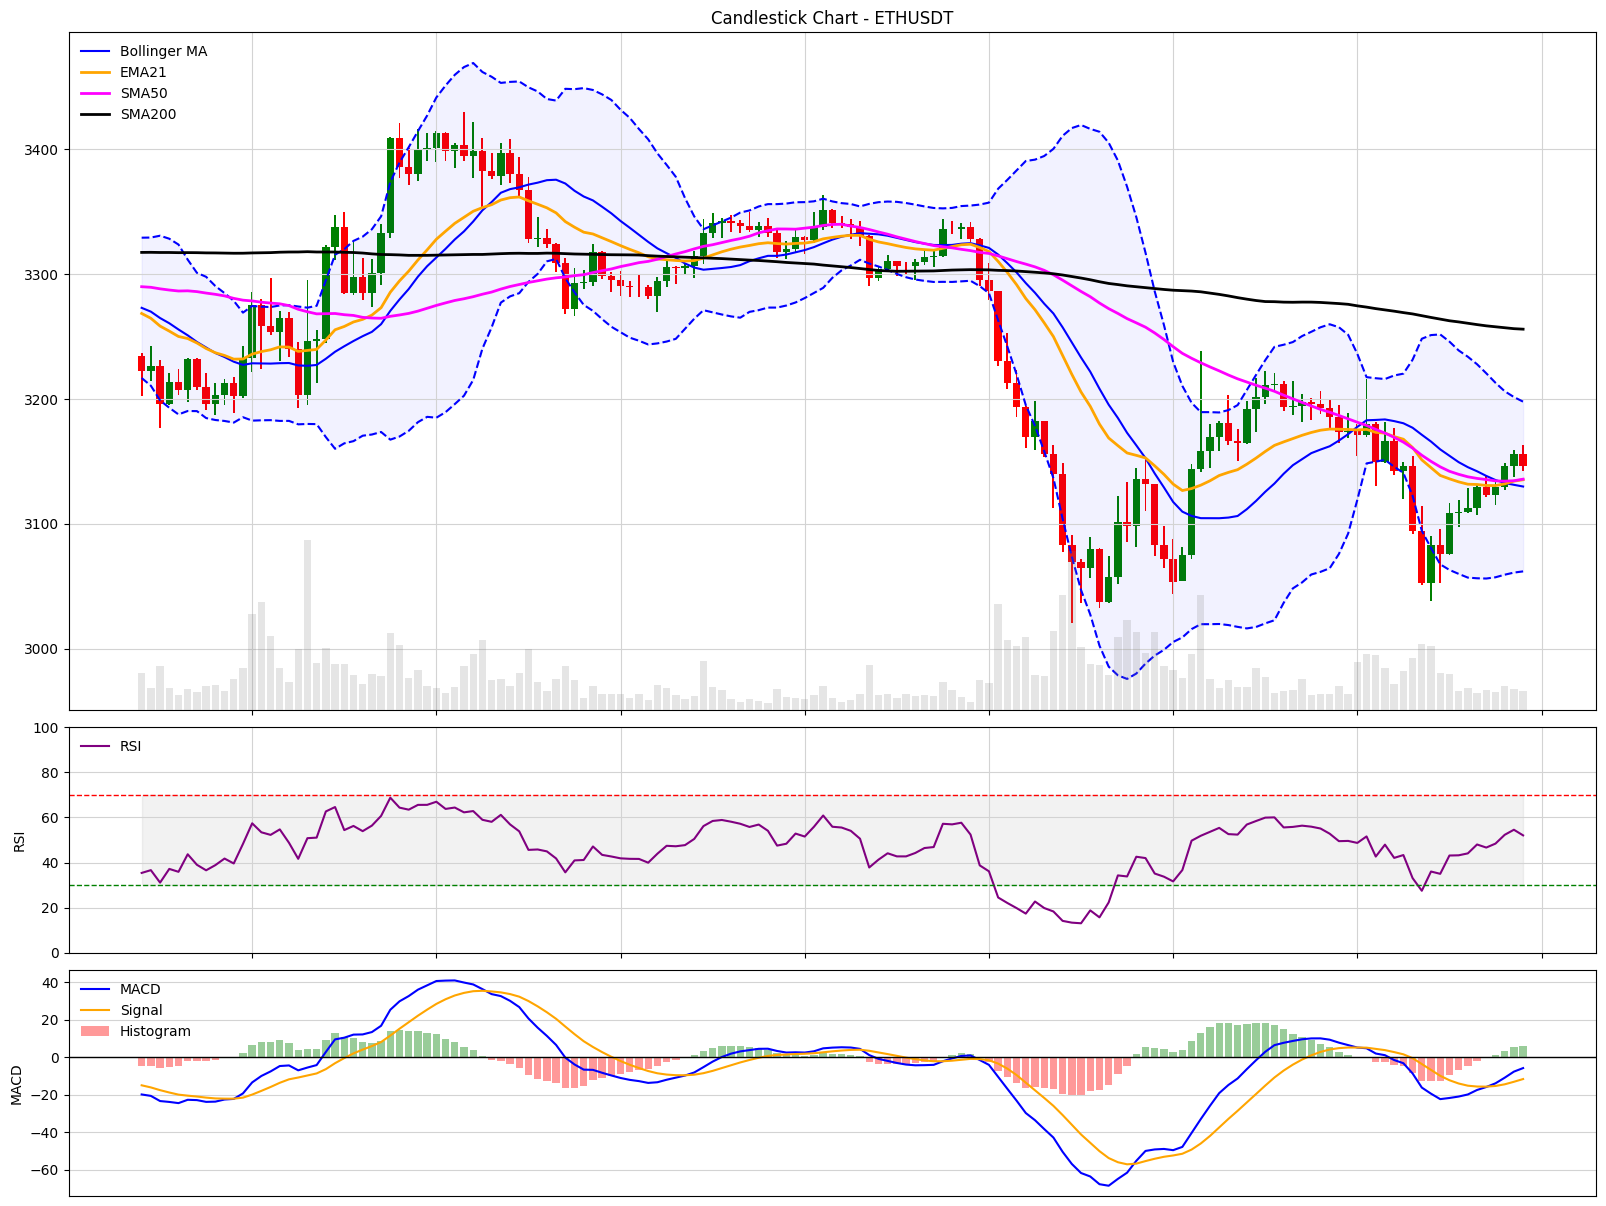 Candlestick Chart - ETHUSDT
Bollinger MA
EMA21
SMA50
SMA200
3400
3300
3200
3100
3000
RSI
100
80
60
40
20
0
RSI
MACD
Signal
Histogram
40
20
0
−20
−40
−60
MACD